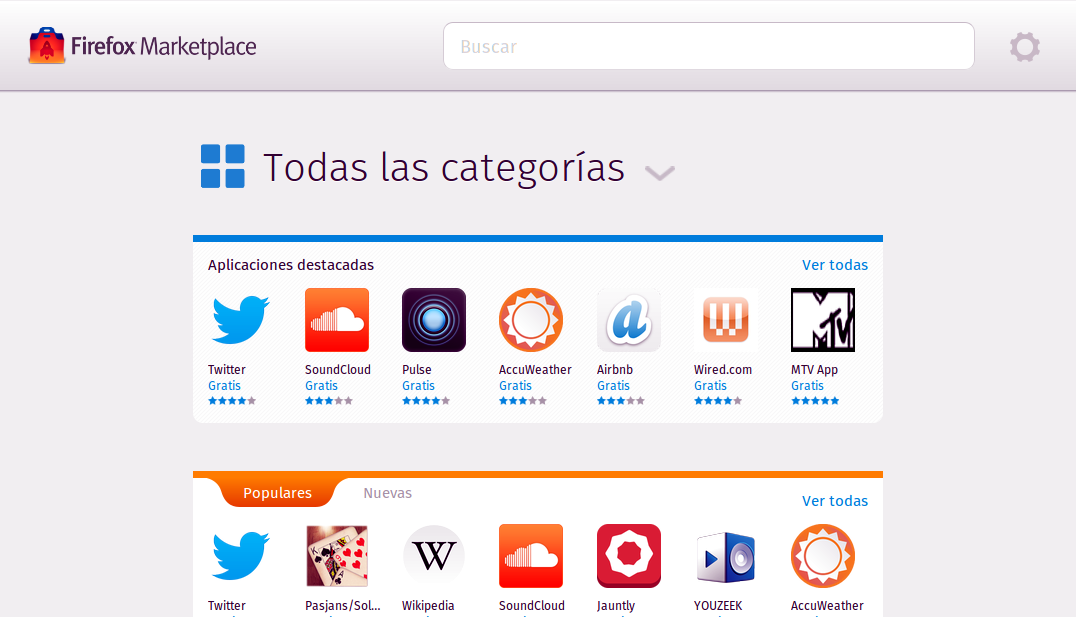 Firefox Marketplace
Buscar
Todas las categorías
Aplicaciones destacadas
Ver todas
Twitter
SoundCloud
Pulse
AccuWeather
Airbnb
Wired.com
MTV App
Gratis
Gratis
Gratis
Gratis
Gratis
Gratis
Gratis
Populares
Nuevas
Ver todas
Twitter
Pasjans/Sol...
Wikipedia
SoundCloud
Jauntly
YOUZEEK
AccuWeather